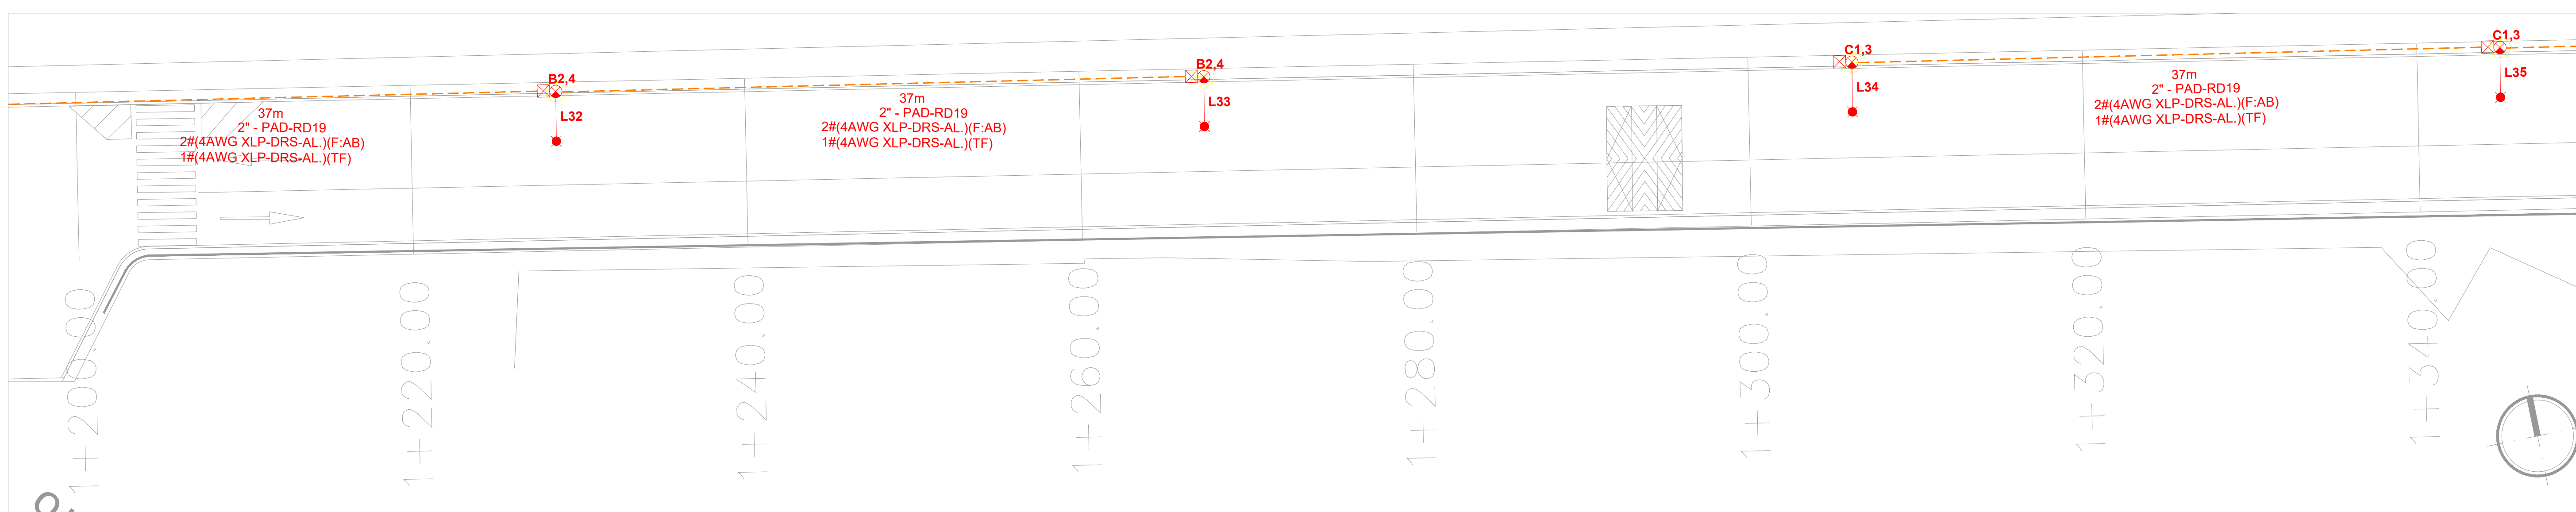 B2,4
L32
37m
2" - PAD-RD19
2#(4AWG XLP-DRS-AL.)(F:AB)
1#(4AWG XLP-DRS-AL.)(TF)
B2,4
L33
37m
2" - PAD-RD19
2#(4AWG XLP-DRS-AL.)(F:AB)
1#(4AWG XLP-DRS-AL.)(TF)
C1,3
L34
37m
2" - PAD-RD19
2#(4AWG XLP-DRS-AL.)(F:AB)
1#(4AWG XLP-DRS-AL.)(TF)
C1,3
L35
1+200.00
1+220.00
1+240.00
1+260.00
1+280.00
1+300.00
1+320.00
1+340.00